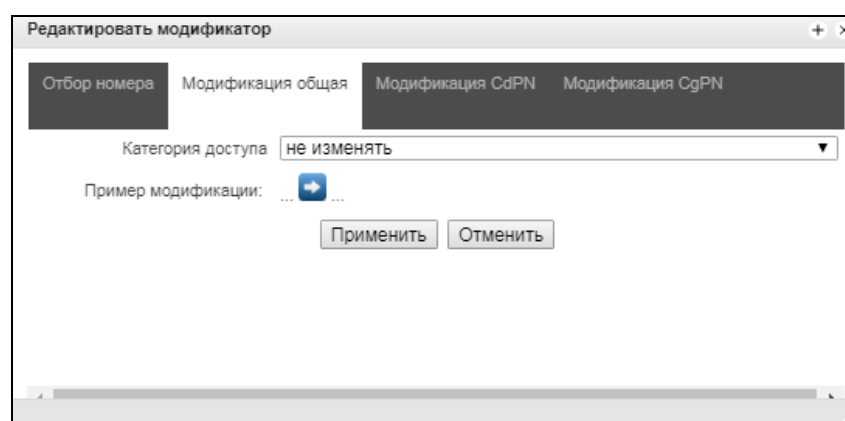 Редактировать модификатор
Отбор номера Модификация общая Модификация CdPN Модификация CgPN
Категория доступа не изменять
Пример модификации: ... ...
Применить Отменить